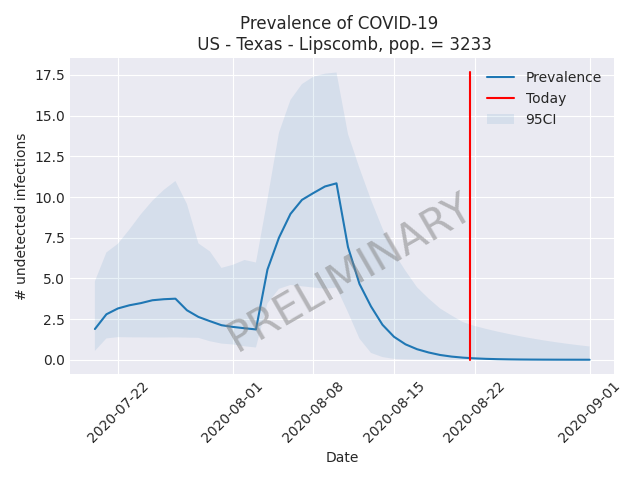 Prevalence of COVID-19
US - Texas - Lipscomb, pop. = 3233
17.5
15.0
12.5
10.0
7.5
5.0
2.5
0.0
# undetected infections
Prevalence
Today
95CI
PRELIMINARY
2020-07-22
2020-08-01
2020-08-08
2020-08-15
2020-08-22
2020-09-01
Date